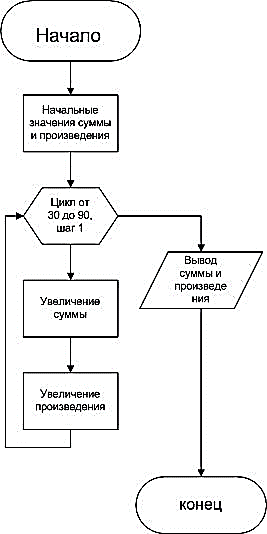 Начало
Начальные
значения суммы
и произведения
Цикл от
30 до 90,
шаг 1
Увеличение
суммы
Увеличение
произведения
Вывод
суммы и
произведе
ния
конец